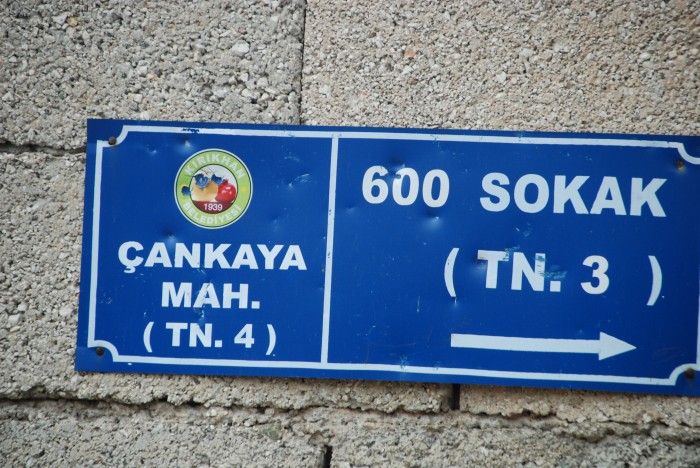 KIRIKHAN
1939
BELEDİYESİ
ÇANKAYA
MAH.
( TN. 4 )
600 SOKAK
( TN. 3 )